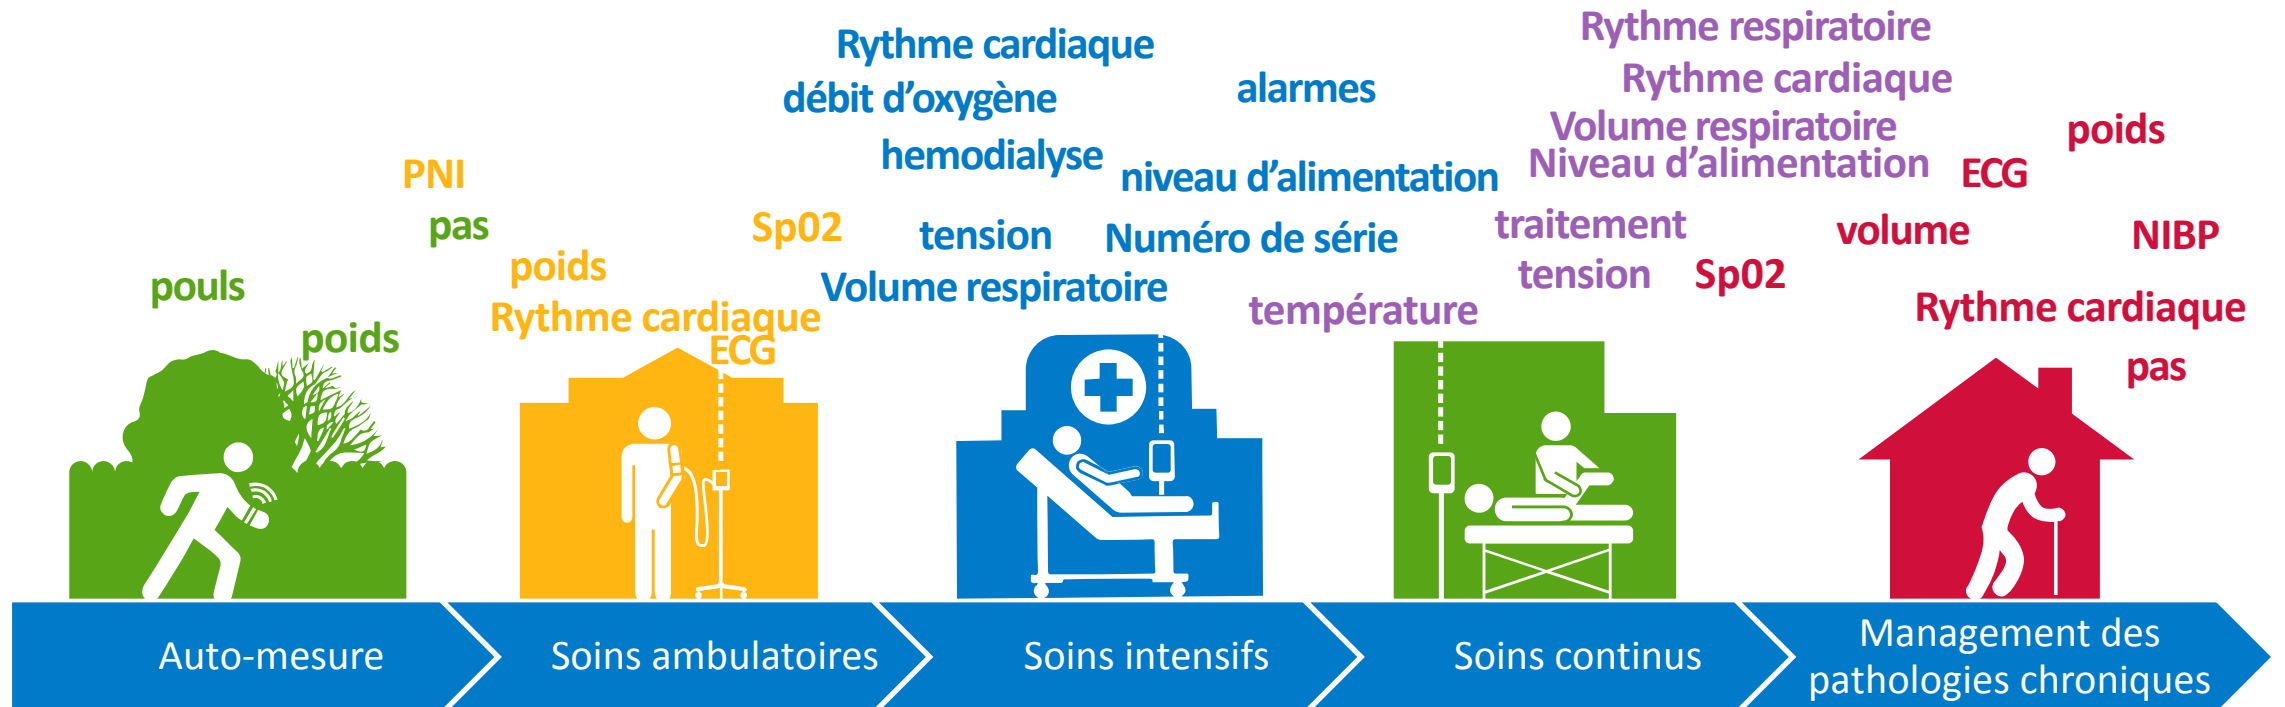 pouls
poids
pas
PNI
poids
Sp02
Rythme cardiaque
ECG
Rythme cardiaque
débit d’oxygène
alarmes
hemodialyse
niveau d’alimentation
tension
Numéro de série
Volume respiratoire
Rythme respiratoire
Rythme cardiaque
Volume respiratoire
Niveau d’alimentation
traitement
tension
température
poids
ECG
volume
NIBP
Sp02
Rythme cardiaque
pas
Auto-mesure
Soins ambulatoires
Soins intensifs
Soins continus
Management des
pathologies chroniques